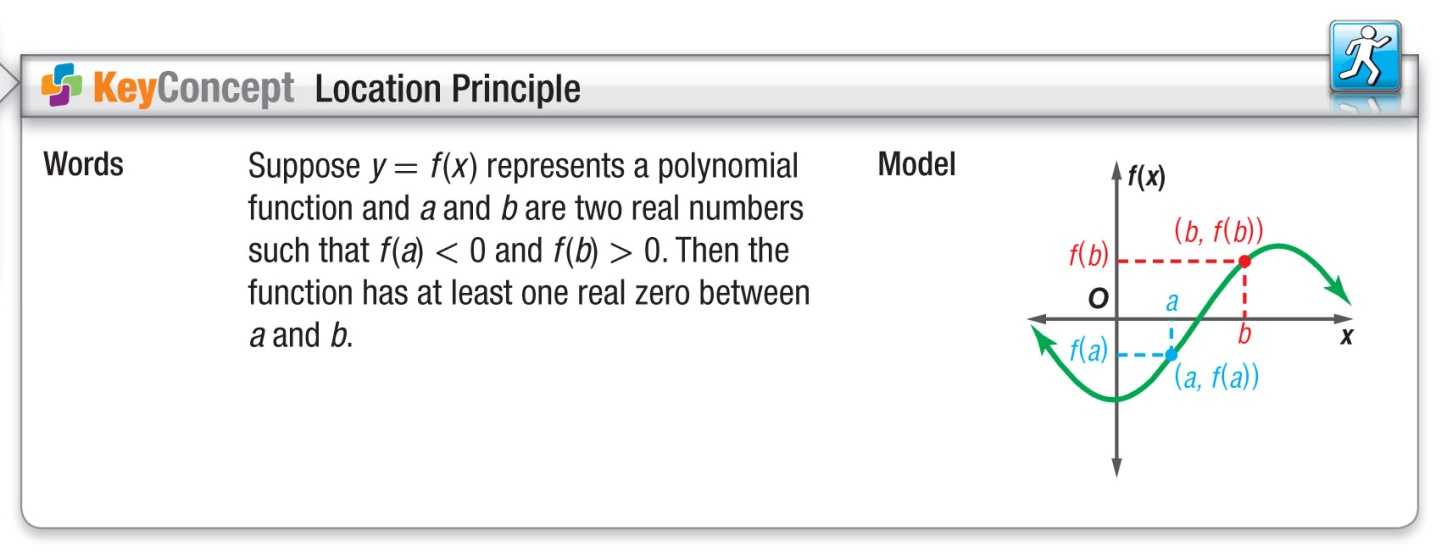 KeyConcept Location Principle
Words
Suppose y = f(x) represents a polynomial
function and a and b are two real numbers
such that f(a) < 0 and f(b) > 0. Then the
function has at least one real zero between
a and b.
Model
f(x)
(b, f(b))
f(b)
O
a
b
x
f(a)
(a, f(a))